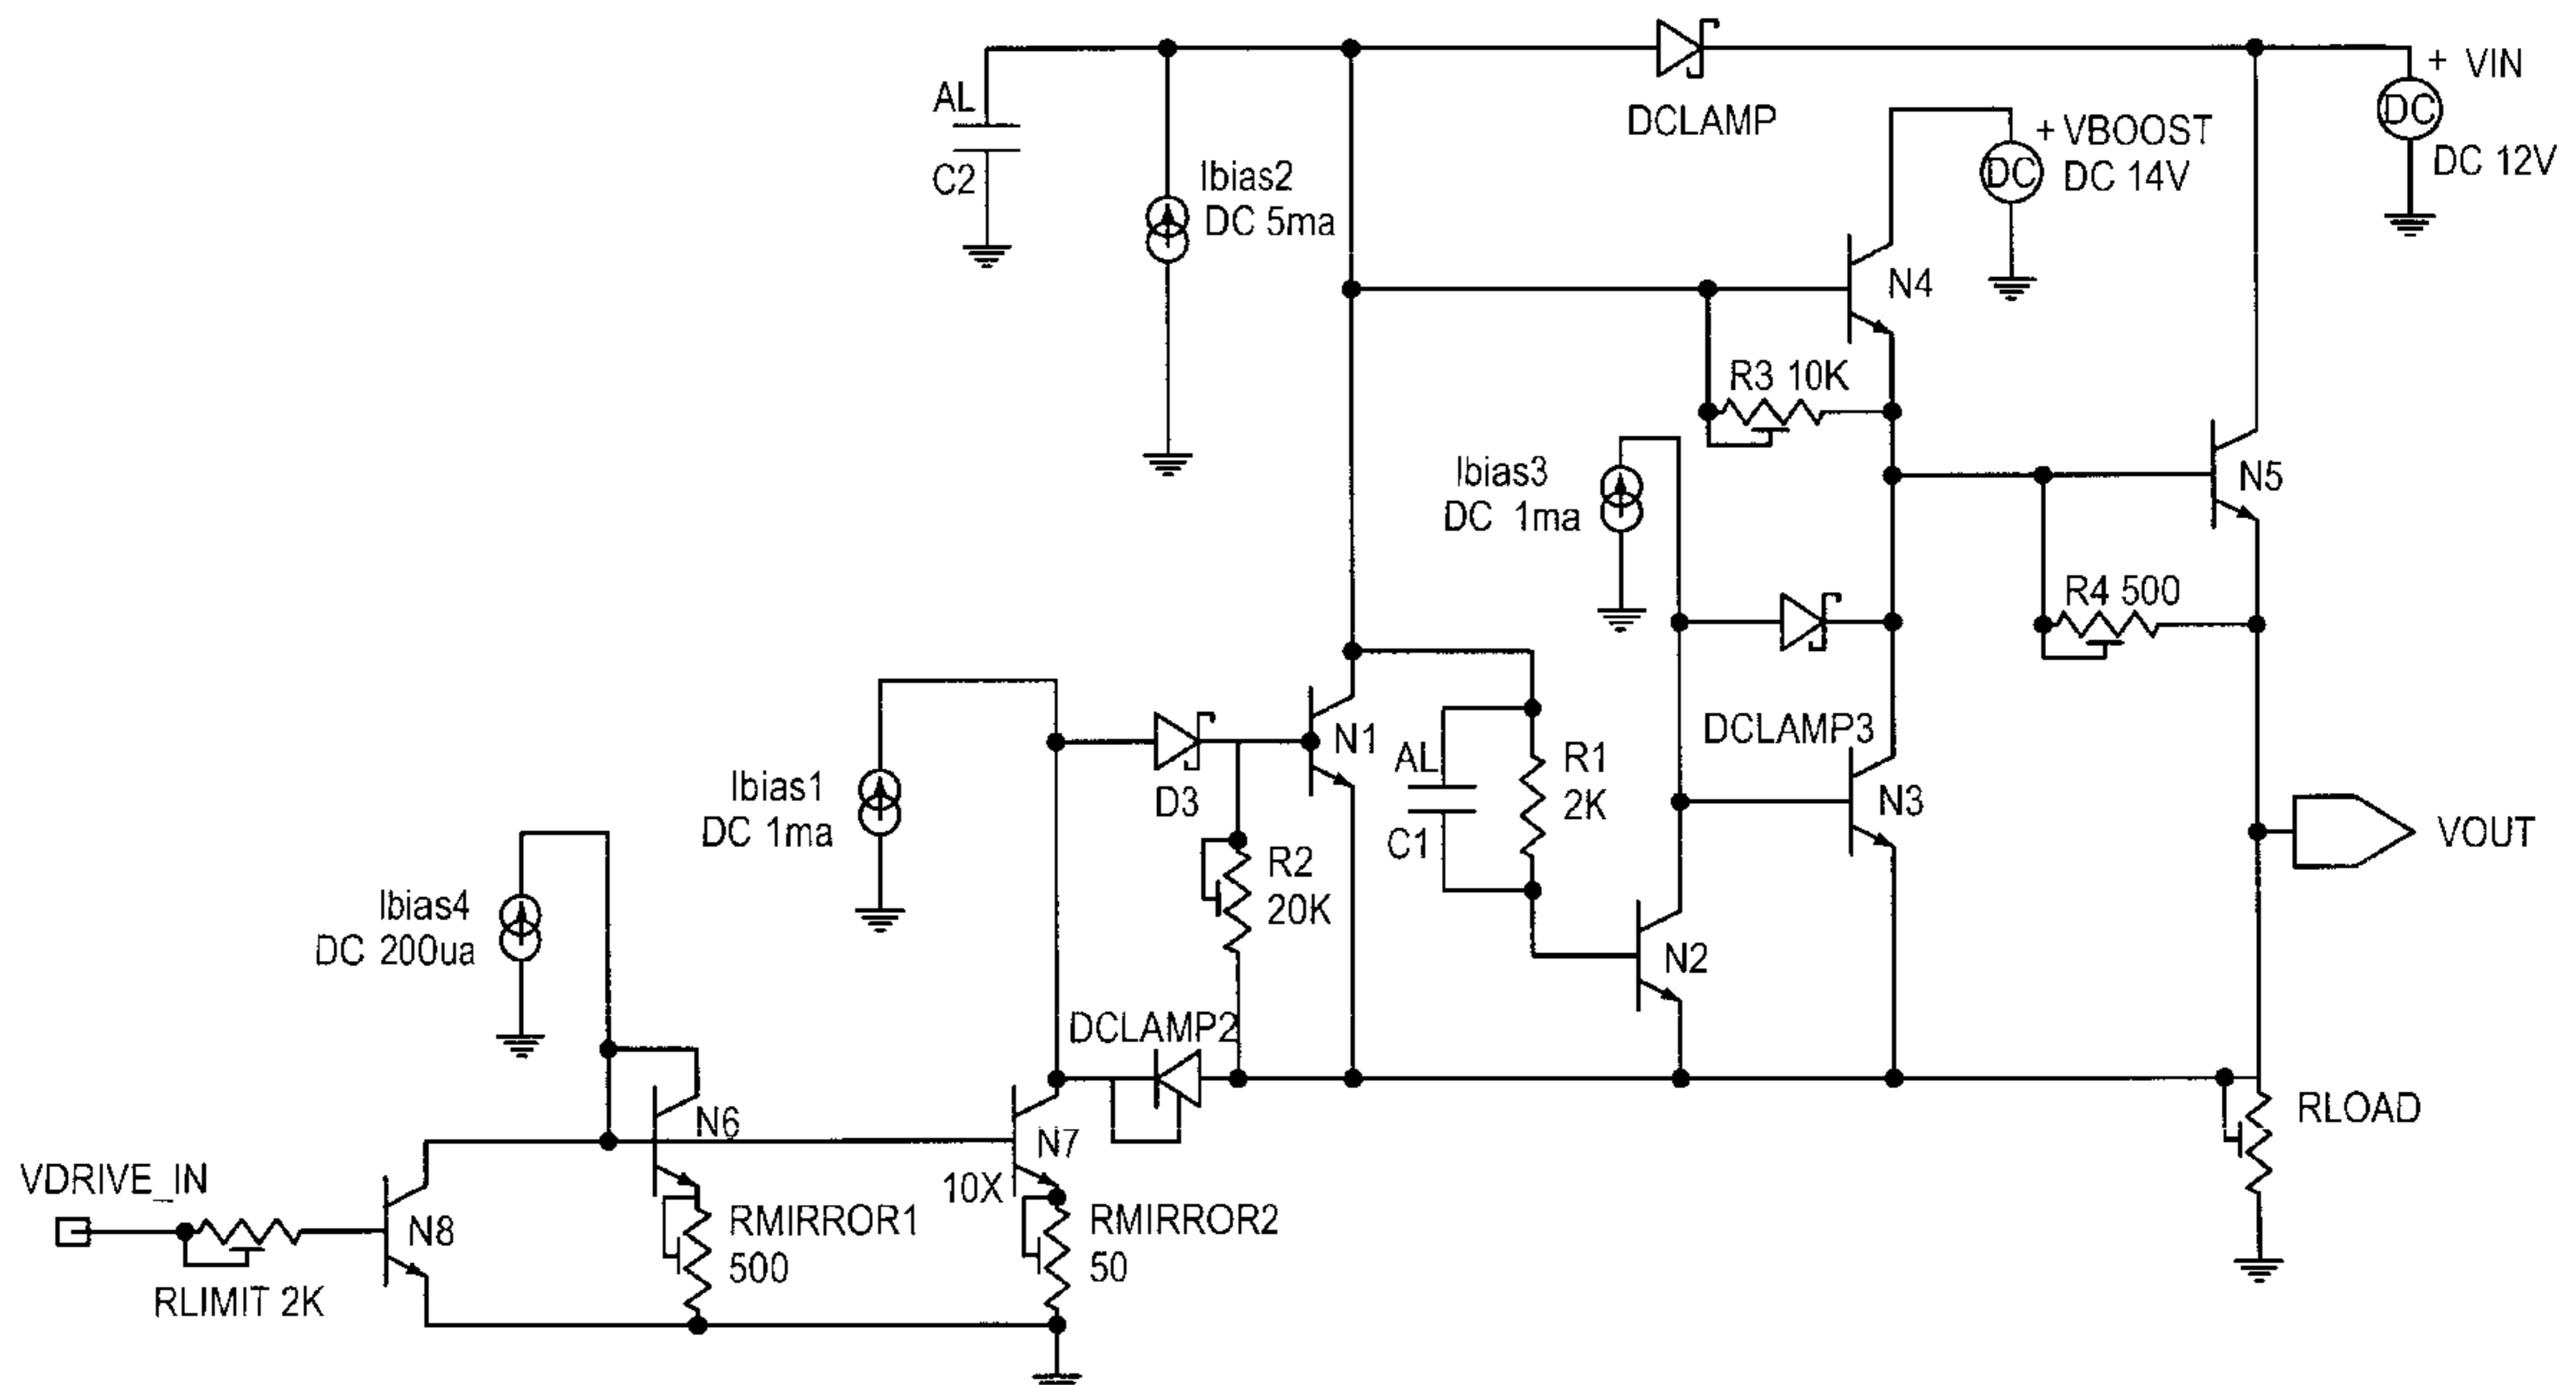 + VIN
DC
DC 12V
AL
C2
DCLAMP
+ VBOOST
DC
DC 14V
Ibias2
DC 5ma
N4
R3 10K
Ibias3
DC 1ma
N5
R4 500
Ibias1
DC 1ma
D3
N1
AL
C1
R1
2K
DCLAMP3
N3
VOUT
Ibias4
DC 200ua
R2
20K
N2
DCLAMP2
N6
N7
10X
RLOAD
VDRIVE_IN
N8
RLIMIT 2K
RMIRROR1
500
RMIRROR2
50